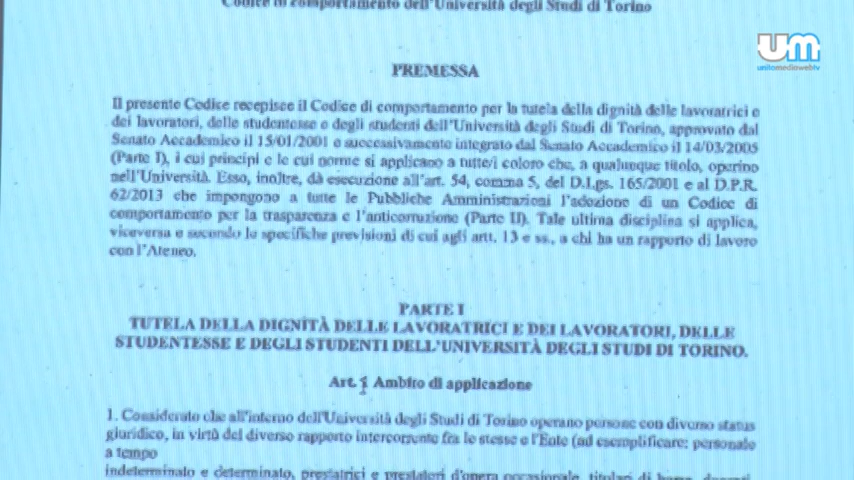 Codice di comportamento dell'Università degli Studi di Torino
um
unitomediawebtv
PREMESSA
Il presente Codice recepisce il Codice di comportamento per la tutela della dignità delle lavoratrici e
dei lavoratori, delle studentesse e degli studenti dell'Università degli Studi di Torino, approvato dal
Senato Accademico il 15/01/2001 e successivamente integrato dal Senato Accademico il 14/03/2005
(Parte I), i cui principi e le cui norme si applicano a tutte/i coloro che, a qualunque titolo, operino
nell'Università. Esso, inoltre, dà esecuzione all'art. 54, comma 5, del D.lgs. 165/2001 e al D.P.R.
62/2013 che impongono a tutte le Pubbliche Amministrazioni l'adozione di un Codice di
comportamento per la trasparenza e l'anticorruzione (Parte II). Tale ultima disciplina si applica,
viceversa e secondo le specifiche previsioni di cui agli artt. 13 e ss., a chi ha un rapporto di lavoro
con l'Ateneo.
PARTE I
TUTELA DELLA DIGNITÀ DELLE LAVORATRICI E DEI LAVORATORI, DELLE
STUDENTESSE E DEGLI STUDENTI DELL'UNIVERSITÀ DEGLI STUDI DI TORINO.
Art. 1 Ambito di applicazione
1. Considerato che all'interno dell'Università degli Studi di Torino operano persone con diverso status
giuridico, in virtù del diverso rapporto intercorrente fra le stesse e l'Ente (ad esemplificare: personale
a tempo
indeterminato e determinato, prestatrici e prestatori d'opera occasionale, titolari di borse, docenti